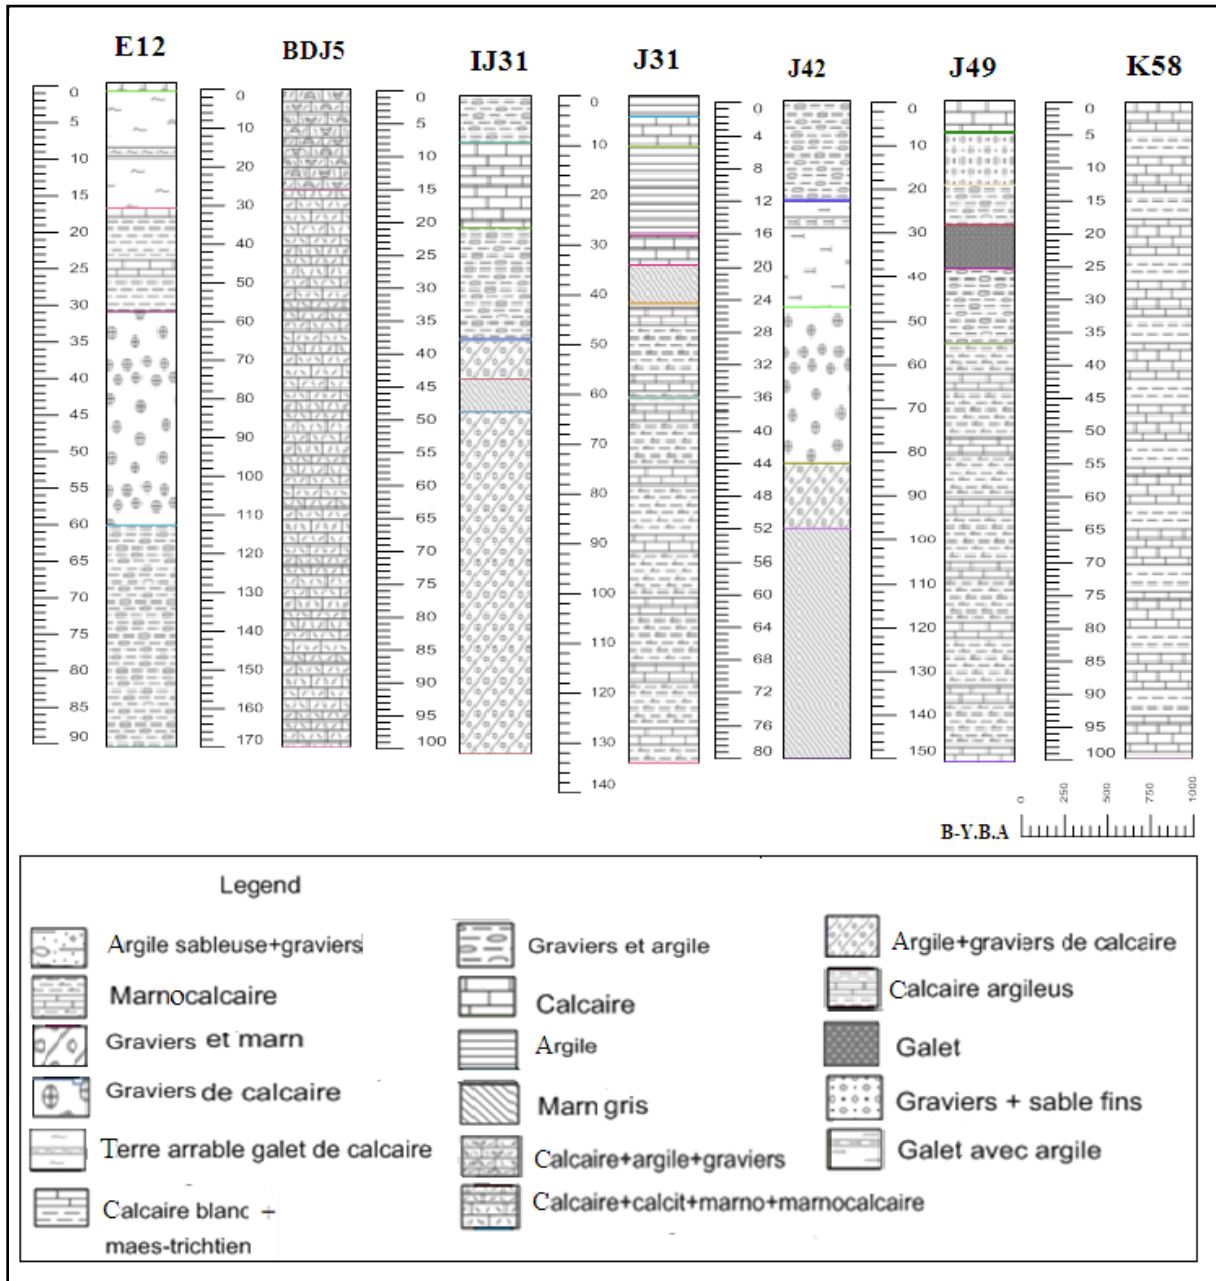 E12 BDJ5 IJ31 J31 J42 J49 K58
0 5 10 15 20 25 30 35 40 45 50 55 60 65 70 75 80 85 90
0 10 20 30 40 50 60 70 80 90 100 110 120 130 140 150 160 170
0 5 10 15 20 25 30 35 40 45 50 55 60 65 70 75 80 85 90 95 100
0 10 20 30 40 50 60 70 80 90 100 110 120 130 140
0 4 8 12 16 20 24 28 32 36 40 44 48 52 56 60 64 68 72 76 80
0 10 20 30 40 50 60 70 80 90 100 110 120 130 140 150
0 5 10 15 20 25 30 35 40 45 50 55 60 65 70 75 80 85 90 95 100
0 250 500 750 1000
B-Y.B.A
Legend
Argile sableuse+graviers
Marnocalcaire
Graviers et marn
Graviers de calcaire
Terre arrable galet de calcaire
Calcaire blanc +
maes-trichtien
Graviers et argile
Calcaire
Argile
Marn gris
Calcaire+argile+graviers
Calcaire+calcit+marno+marnocalcaire
Argile+graviers de calcaire
Calcaire argileus
Galet
Graviers + sable fins
Galet avec argile